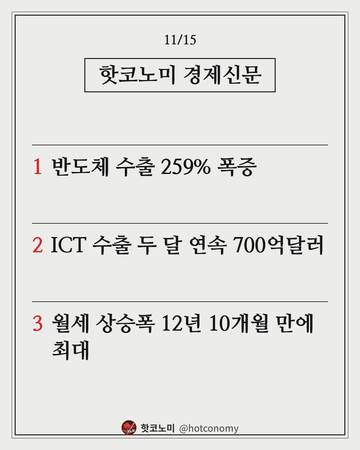 11/15
핫코노미 경제신문
1 반도체 수출 259% 폭증
2 ICT 수출 두 달 연속 700억달러
3 월세 상승폭 12년 10개월 만에
최대
핫코노미 @hotconomy